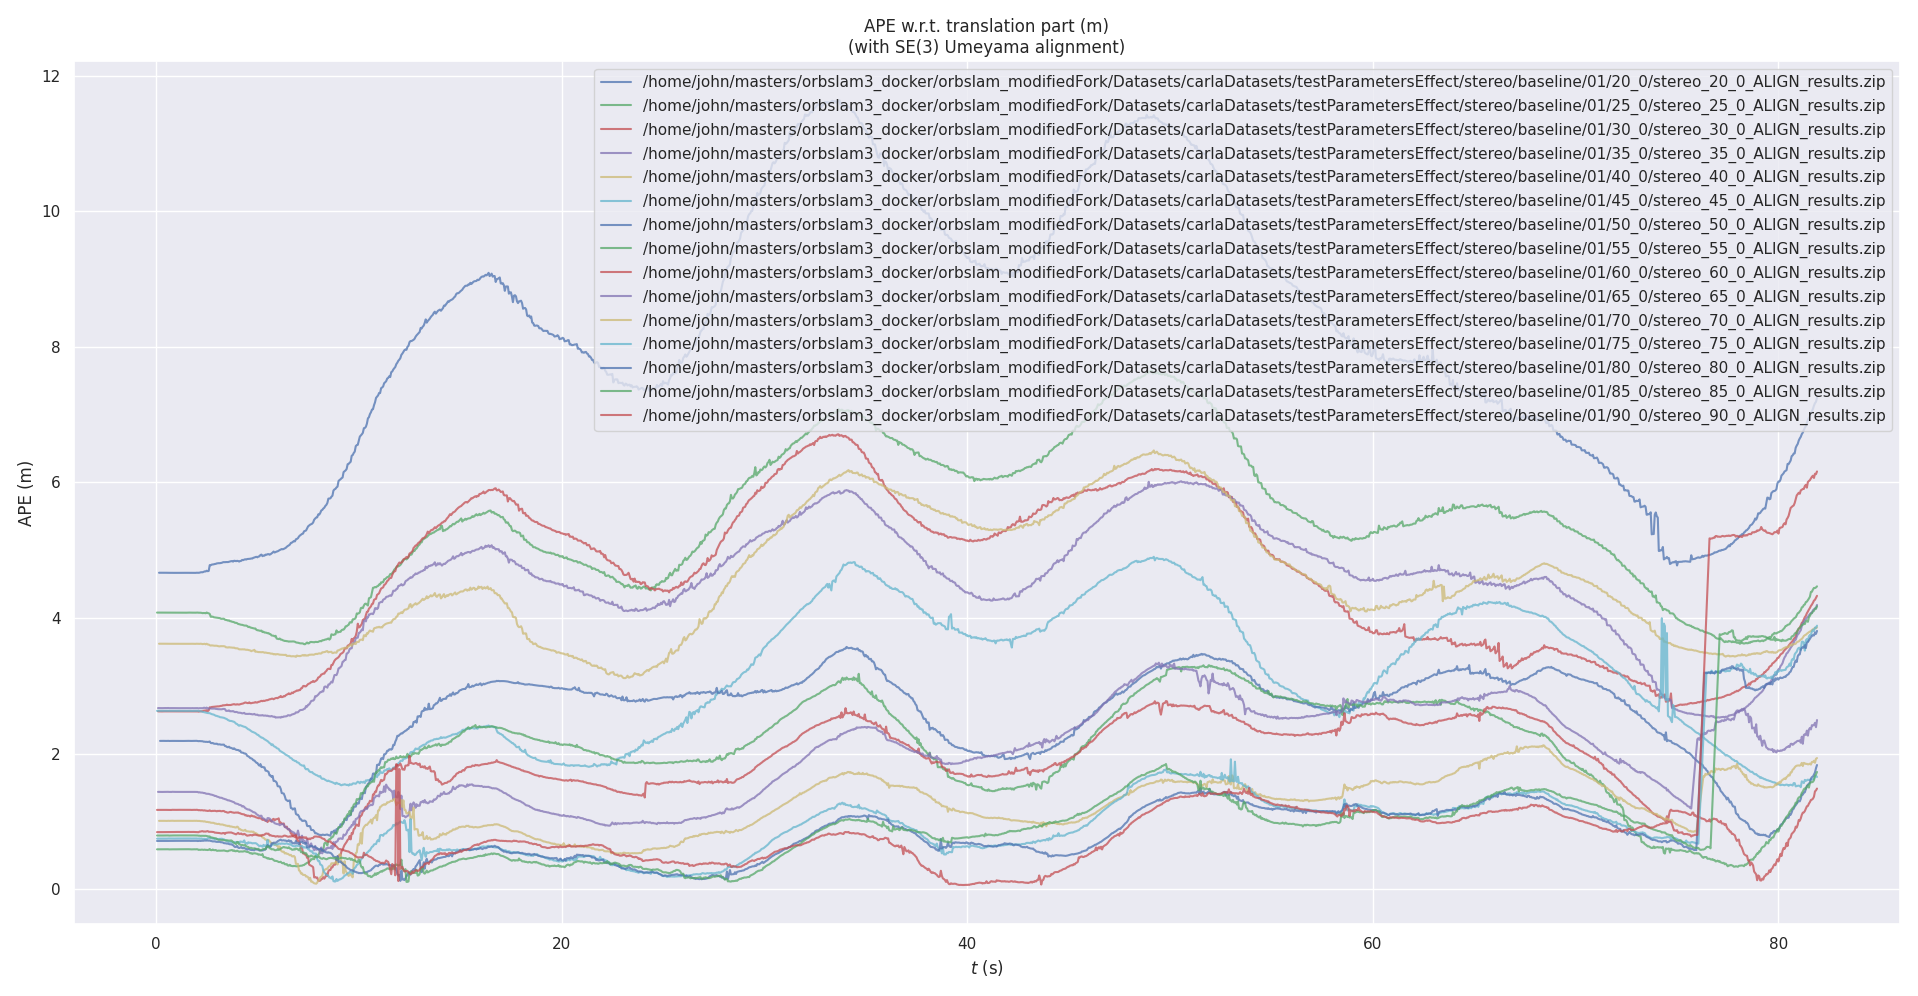 APE w.r.t. translation part (m)
(with SE(3) Umeyama alignment)
/home/john/masters/orbslam3_docker/orbslam_modifiedFork/Datasets/carlaDatasets/testParametersEffect/stereo/baseline/01/20_0/stereo_20_0_ALIGN_results.zip
/home/john/masters/orbslam3_docker/orbslam_modifiedFork/Datasets/carlaDatasets/testParametersEffect/stereo/baseline/01/25_0/stereo_25_0_ALIGN_results.zip
/home/john/masters/orbslam3_docker/orbslam_modifiedFork/Datasets/carlaDatasets/testParametersEffect/stereo/baseline/01/30_0/stereo_30_0_ALIGN_results.zip
/home/john/masters/orbslam3_docker/orbslam_modifiedFork/Datasets/carlaDatasets/testParametersEffect/stereo/baseline/01/35_0/stereo_35_0_ALIGN_results.zip
/home/john/masters/orbslam3_docker/orbslam_modifiedFork/Datasets/carlaDatasets/testParametersEffect/stereo/baseline/01/40_0/stereo_40_0_ALIGN_results.zip
/home/john/masters/orbslam3_docker/orbslam_modifiedFork/Datasets/carlaDatasets/testParametersEffect/stereo/baseline/01/45_0/stereo_45_0_ALIGN_results.zip
/home/john/masters/orbslam3_docker/orbslam_modifiedFork/Datasets/carlaDatasets/testParametersEffect/stereo/baseline/01/50_0/stereo_50_0_ALIGN_results.zip
/home/john/masters/orbslam3_docker/orbslam_modifiedFork/Datasets/carlaDatasets/testParametersEffect/stereo/baseline/01/55_0/stereo_55_0_ALIGN_results.zip
/home/john/masters/orbslam3_docker/orbslam_modifiedFork/Datasets/carlaDatasets/testParametersEffect/stereo/baseline/01/60_0/stereo_60_0_ALIGN_results.zip
/home/john/masters/orbslam3_docker/orbslam_modifiedFork/Datasets/carlaDatasets/testParametersEffect/stereo/baseline/01/65_0/stereo_65_0_ALIGN_results.zip
/home/john/masters/orbslam3_docker/orbslam_modifiedFork/Datasets/carlaDatasets/testParametersEffect/stereo/baseline/01/70_0/stereo_70_0_ALIGN_results.zip
/home/john/masters/orbslam3_docker/orbslam_modifiedFork/Datasets/carlaDatasets/testParametersEffect/stereo/baseline/01/75_0/stereo_75_0_ALIGN_results.zip
/home/john/masters/orbslam3_docker/orbslam_modifiedFork/Datasets/carlaDatasets/testParametersEffect/stereo/baseline/01/80_0/stereo_80_0_ALIGN_results.zip
/home/john/masters/orbslam3_docker/orbslam_modifiedFork/Datasets/carlaDatasets/testParametersEffect/stereo/baseline/01/85_0/stereo_85_0_ALIGN_results.zip
/home/john/masters/orbslam3_docker/orbslam_modifiedFork/Datasets/carlaDatasets/testParametersEffect/stereo/baseline/01/90_0/stereo_90_0_ALIGN_results.zip
12
10
8
6
4
2
0
APE (m)
0 20 40 60 80
t (s)